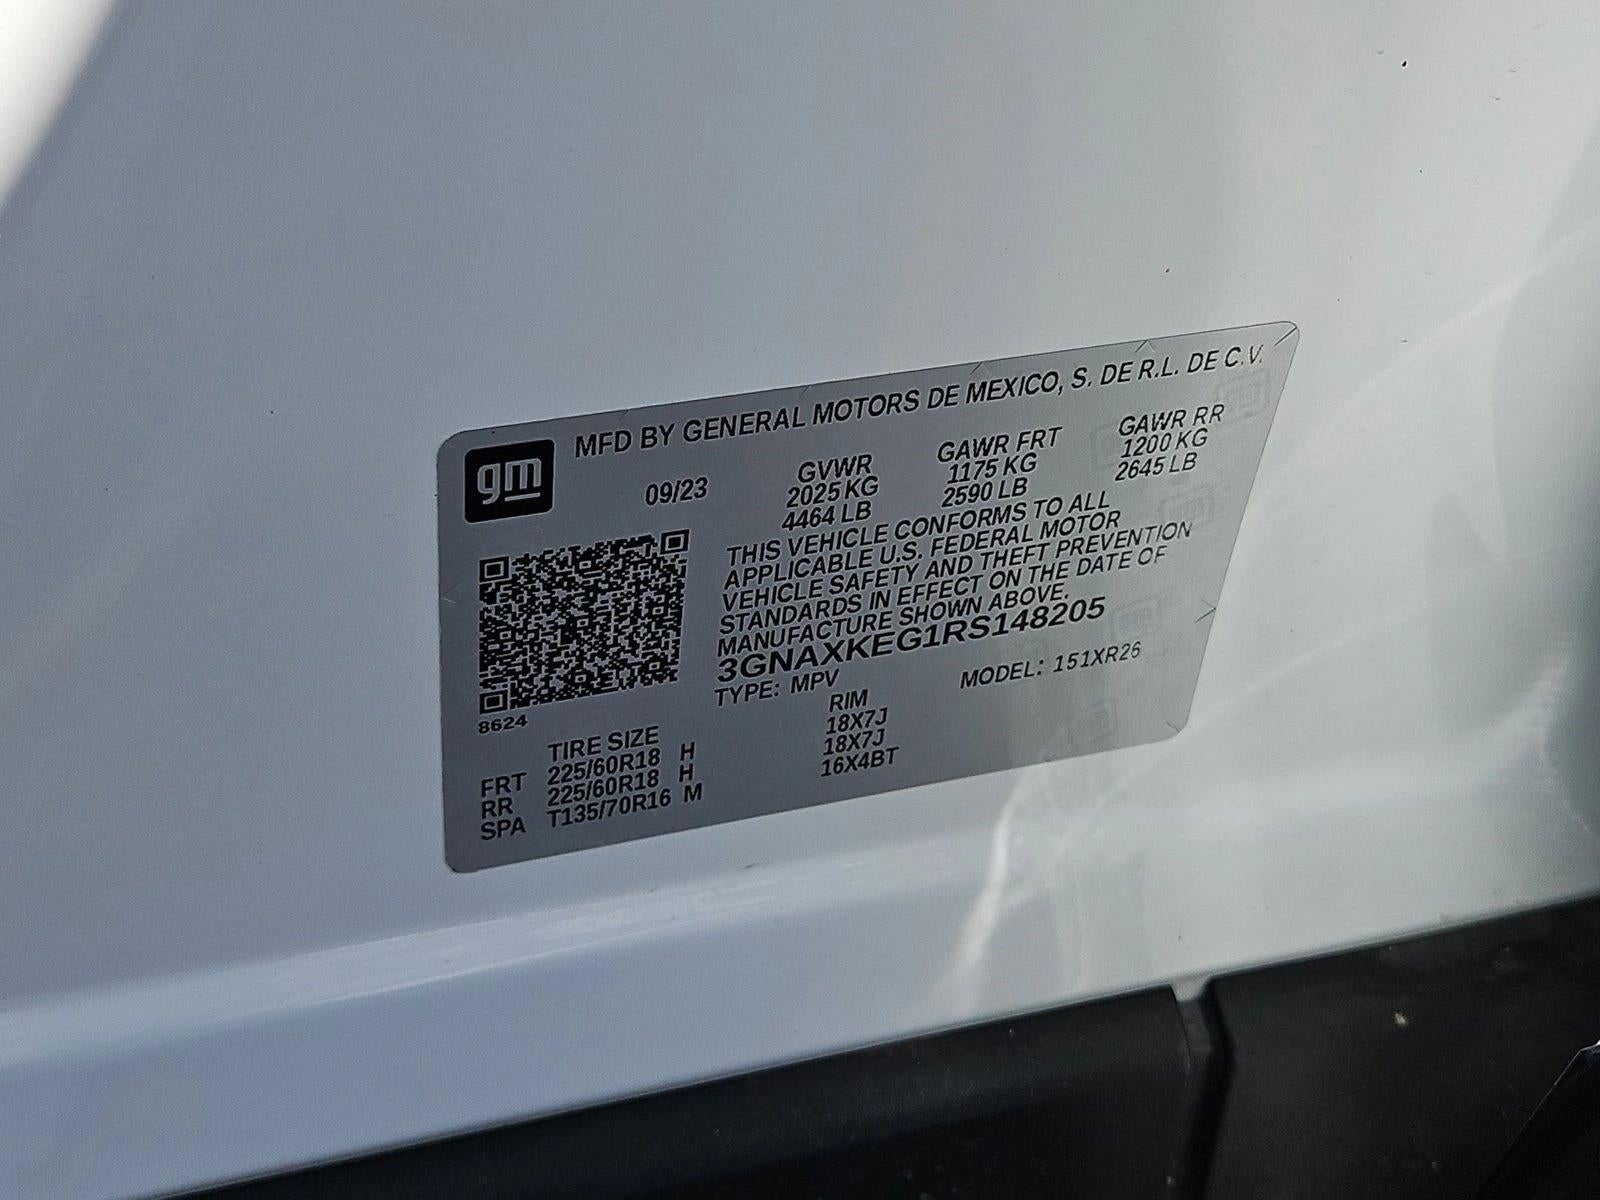 gm
MFD BY GENERAL MOTORS DE MEXICO, S. DE R.L. DE C.V.
09/23
GVWR
2025 KG
4464 LB
GAWR FRT
1175 KG
2590 LB
GAWR RR
1200 KG
2645 LB
THIS VEHICLE CONFORMS TO ALL
APPLICABLE U.S. FEDERAL MOTOR
VEHICLE SAFETY AND THEFT PREVENTION
STANDARDS IN EFFECT ON THE DATE OF
MANUFACTURE SHOWN ABOVE.
3GNAXKEG1RS148205
TYPE: MPV
MODEL: 151XR26
8624
TIRE SIZE RIM
FRT 225/60R18 H 18X7J
RR 225/60R18 H 18X7J
SPA T135/70R16 M 16X4BT